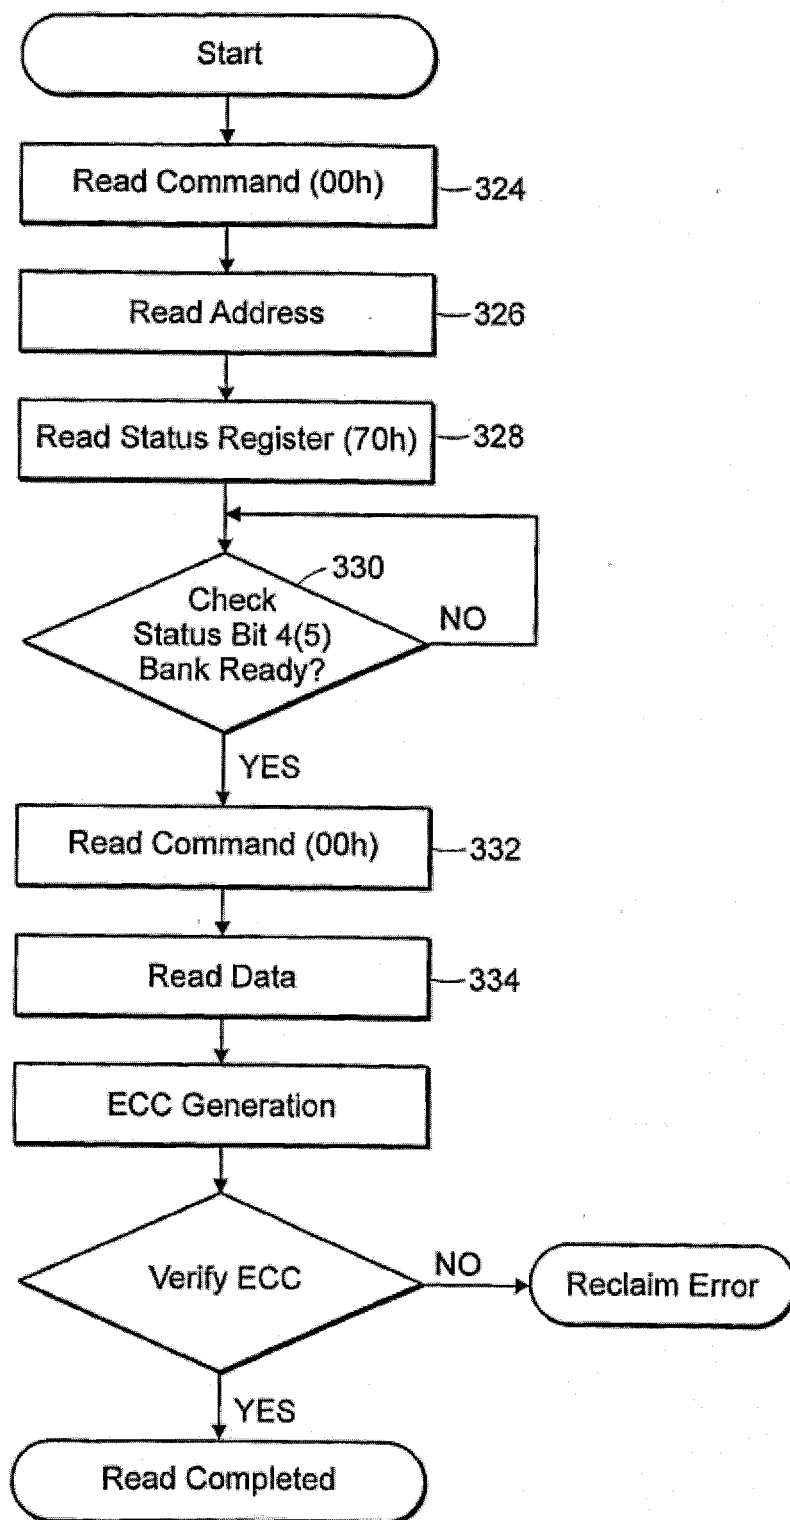 Start
Read Command (00h)
324
Read Address
326
Read Status Register (70h)
328
330
Check
Status Bit 4(5)
Bank Ready?
NO
YES
Read Command (00h)
332
Read Data
334
ECC Generation
Verify ECC
NO
Reclaim Error
YES
Read Completed